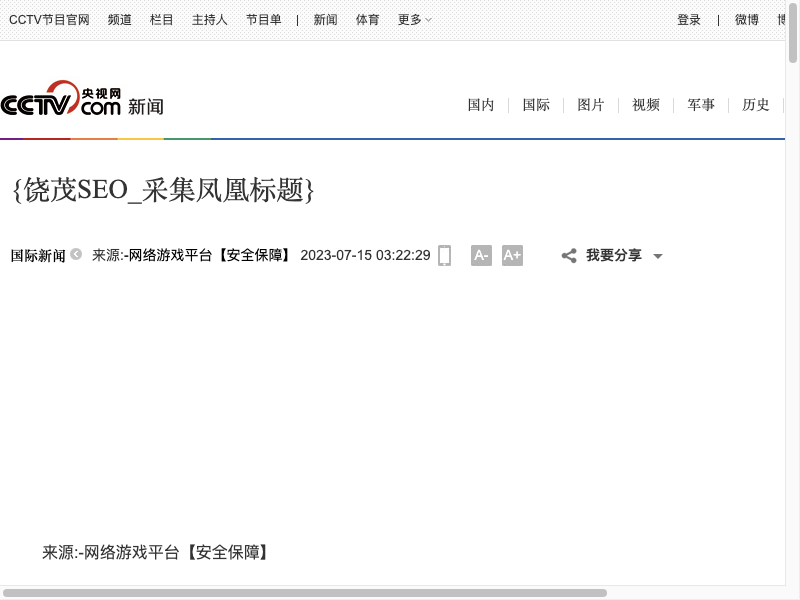 CCTV节目官网 频道 栏目 主持人 节目单 | 新闻 体育 更多 登录 | 微博
CCTV 央视网 com 新闻
国内 国际 图片 视频 军事 历史
{饶茂SEO_采集凤凰标题}
国际新闻 来源:-网络游戏平台【安全保障】 2023-07-15 03:22:29 A- A+ 我要分享
来源:-网络游戏平台【安全保障】